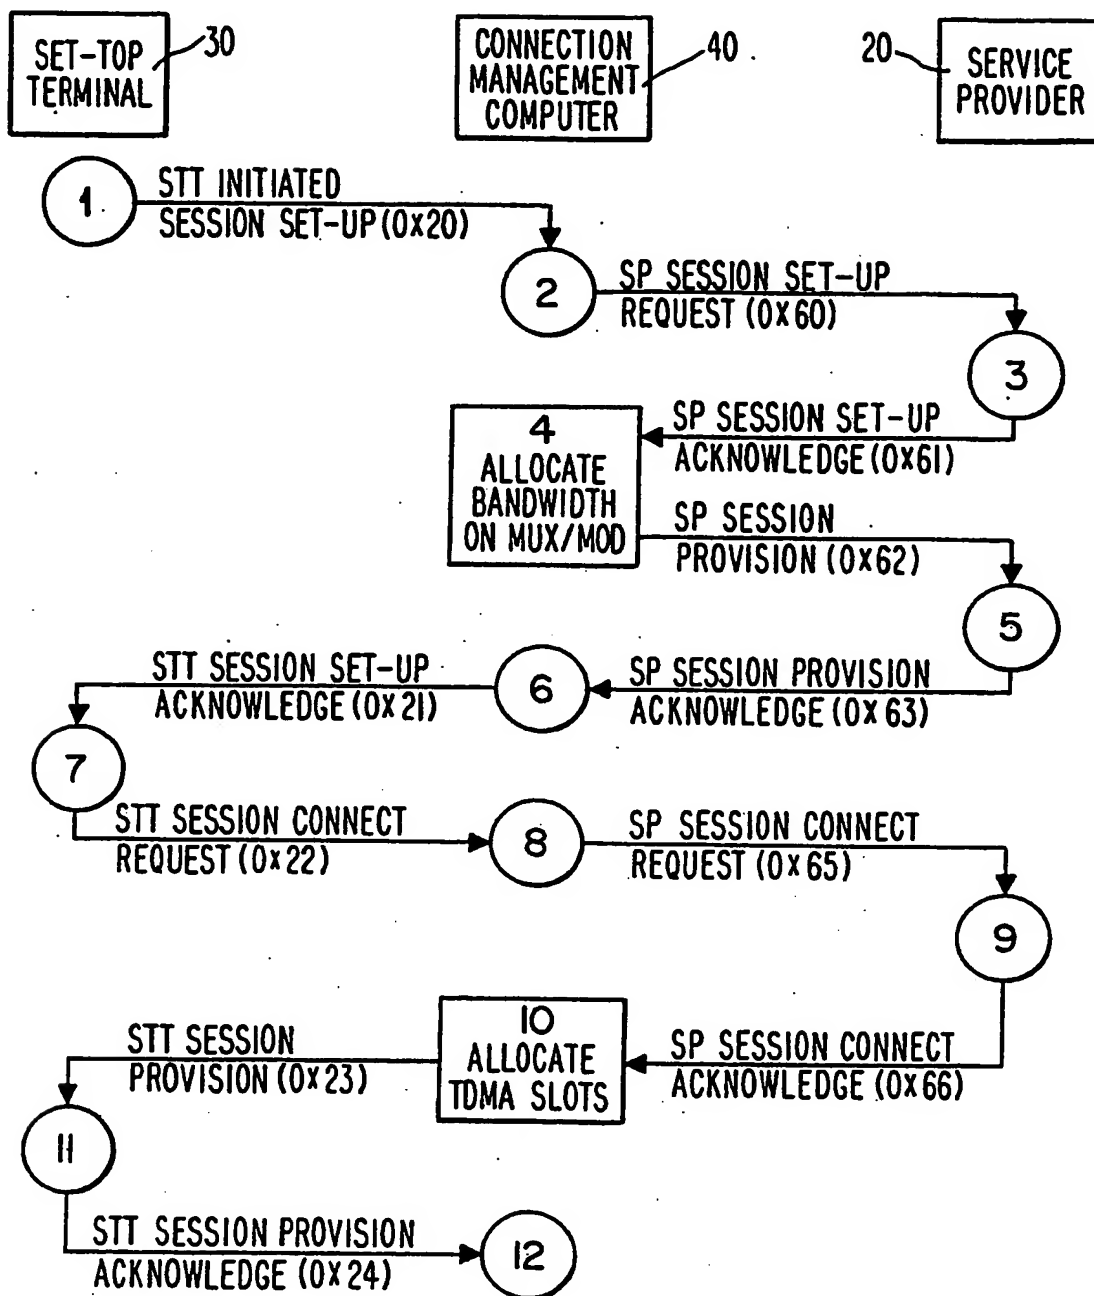 SET-TOP
TERMINAL
30
CONNECTION
MANAGEMENT
COMPUTER
40
20
SERVICE
PROVIDER
1
STT INITIATED
SESSION SET-UP (0X20)
2
SP SESSION SET-UP
REQUEST (0X60)
3
SP SESSION SET-UP
ACKNOWLEDGE (0X61)
4
ALLOCATE
BANDWIDTH
ON MUX/MOD
SP SESSION
PROVISION (0X62)
5
SP SESSION PROVISION
ACKNOWLEDGE (0X63)
6
STT SESSION SET-UP
ACKNOWLEDGE (0X21)
7
STT SESSION CONNECT
REQUEST (0X22)
8
SP SESSION CONNECT
REQUEST (0X65)
9
SP SESSION CONNECT
ACKNOWLEDGE (0X66)
10
ALLOCATE
TDMA SLOTS
STT SESSION
PROVISION (0X23)
11
STT SESSION PROVISION
ACKNOWLEDGE (0X24)
12